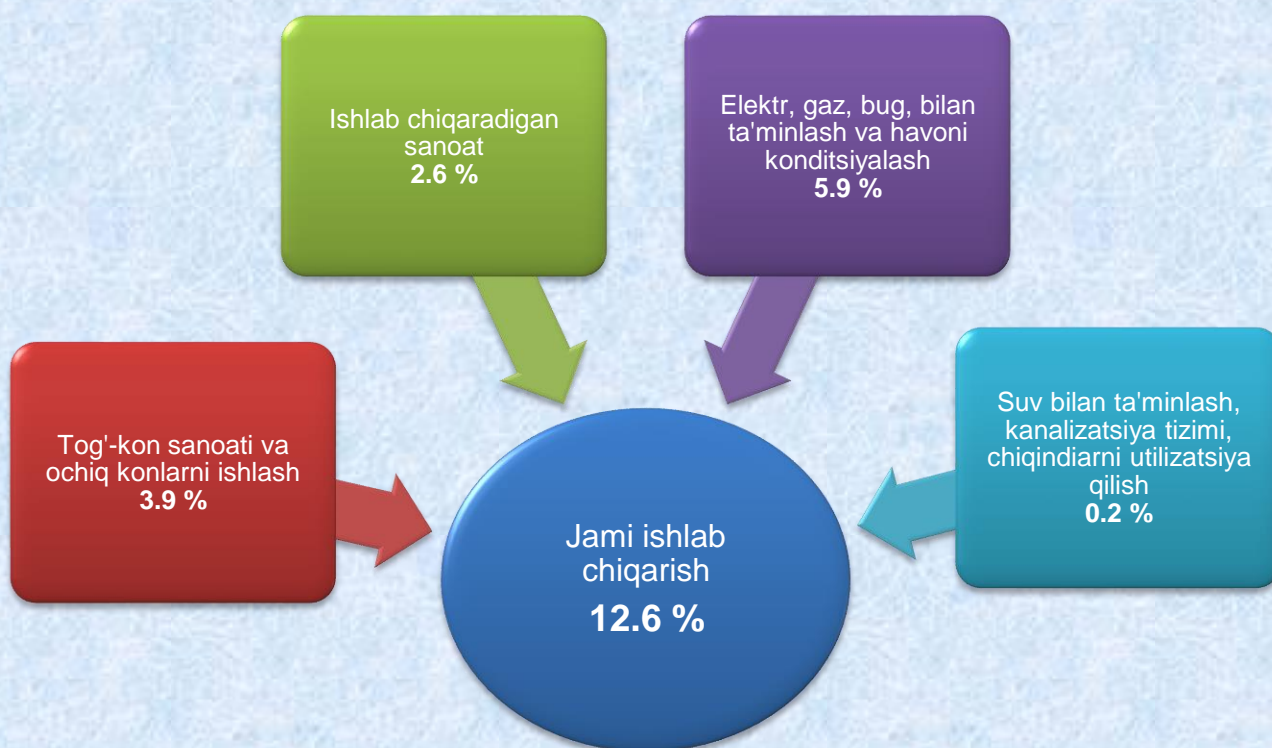 Ishlab chiqaradigan
sanoat
2.6 %
Elektr, gaz, bug, bilan
ta'minlash va havoni
konditsiyalash
5.9 %
Tog'-kon sanoati va
ochiq konlarni ishlash
3.9 %
Suv bilan ta'minlash,
kanalizatsiya tizimi,
chiqindiarni utilizatsiya
qilish
0.2 %
Jami ishlab
chiqarish
12.6 %